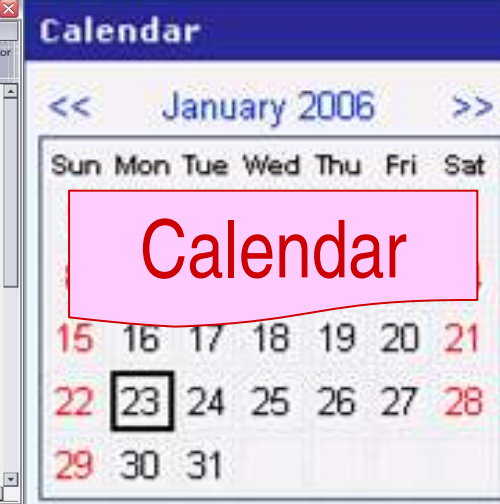 Calendar
<< January 2006 >>
Sun Mon Tue Wed Thu Fri Sat
Calendar
15 16 17 18 19 20 21
22 23 24 25 26 27 28
29 30 31
or